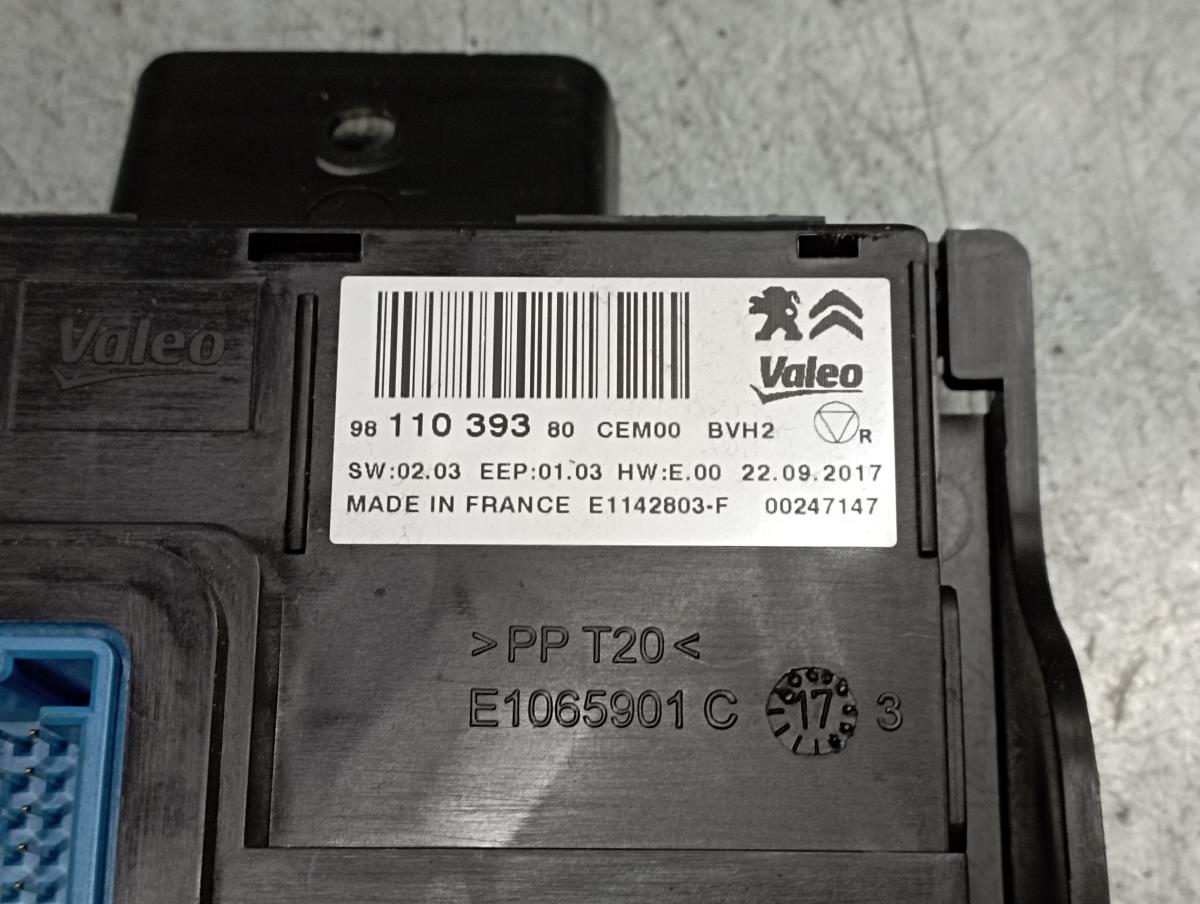 Valeo
Valeo
98 110 393 80 CEM00 BVH2 R
SW:02.03 EEP:01.03 HW:E.00 22.09.2017
MADE IN FRANCE E1142803-F 00247147
>PP T20<
E1065901 C 17 3